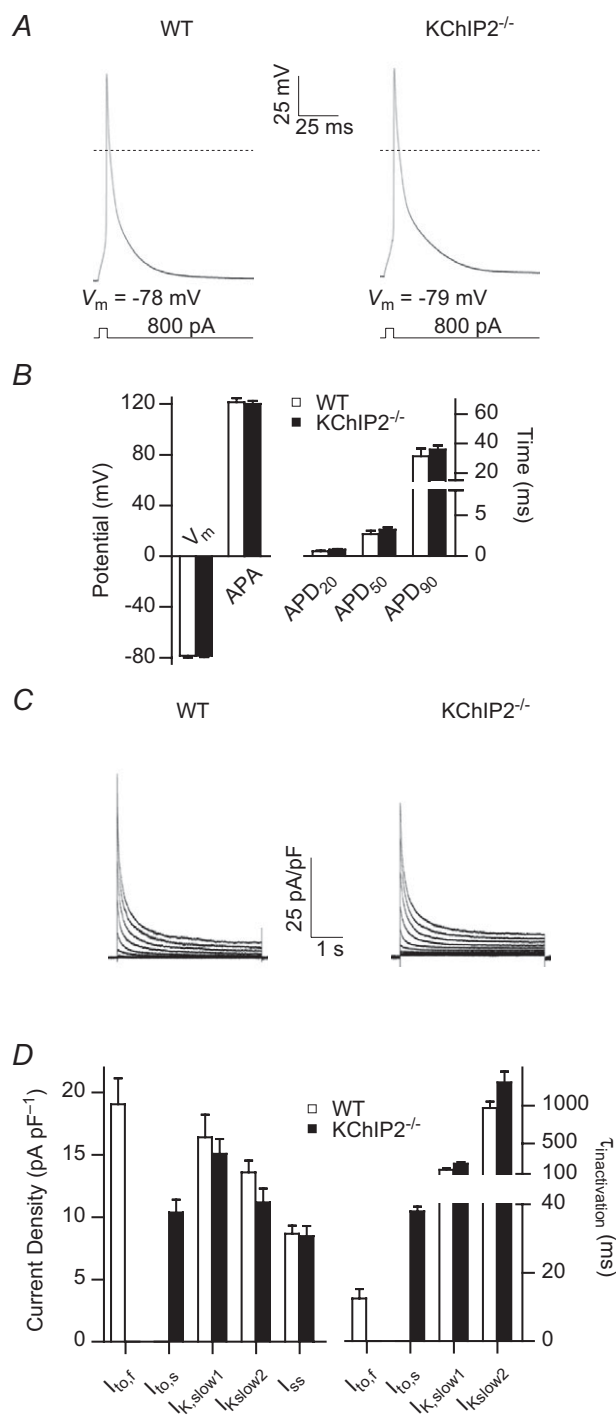 A
WT
KChIP2-/-
25 mV
25 ms
Vm = -78 mV
800 pA
Vm = -79 mV
800 pA
B
WT
KChIP2-/-
Potential (mV)
120
80
40
0
-40
-80
Vm
APA
APD20
APD50
APD90
60
40
20
5
0
Time (ms)
C
WT
KChIP2-/-
25 pA/pF
1 s
D
WT
KChIP2-/-
Current Density (pA pF−1)
20
15
10
5
0
Ito,f
Ito,s
IK,slow1
IKslow2
Iss
Ito,f
Ito,s
IK,slow1
IKslow2
1000
500
100
40
20
0
τinactivation (ms)